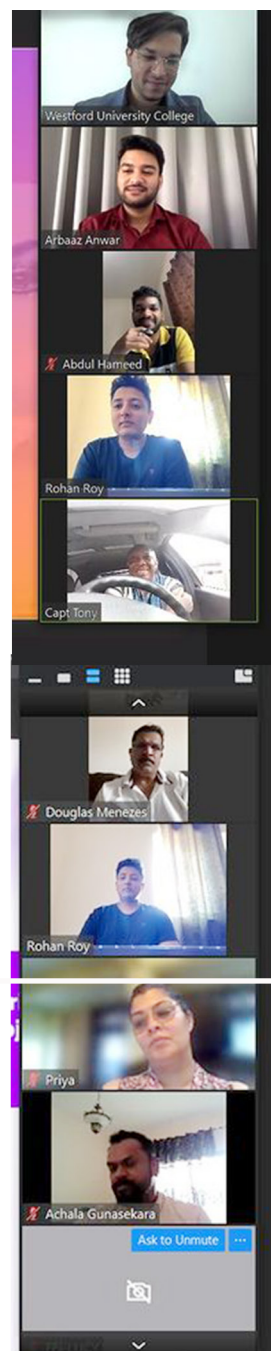 Westford University College
Arbaaz Anwar
Abdul Hameed
Rohan Roy
Capt Tony
Douglas Menezes
Rohan Roy
Priya
Achala Gunasekara
Ask to Unmute ...